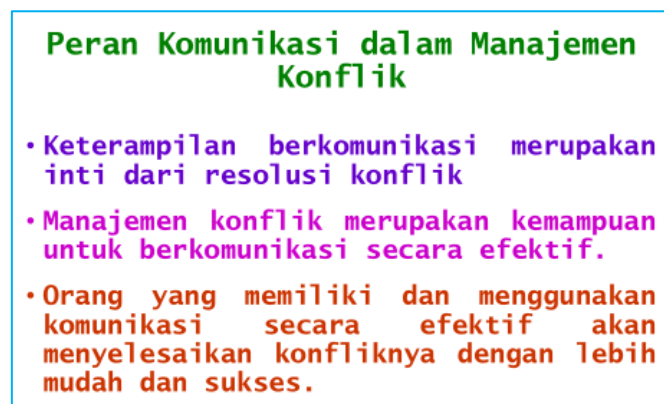 Peran Komunikasi dalam Manajemen
Konflik
• Keterampilan berkomunikasi merupakan
inti dari resolusi konflik
• Manajemen konflik merupakan kemampuan
untuk berkomunikasi secara efektif.
• Orang yang memiliki dan menggunakan
komunikasi secara efektif akan
menyelesaikan konfliknya dengan lebih
mudah dan sukses.